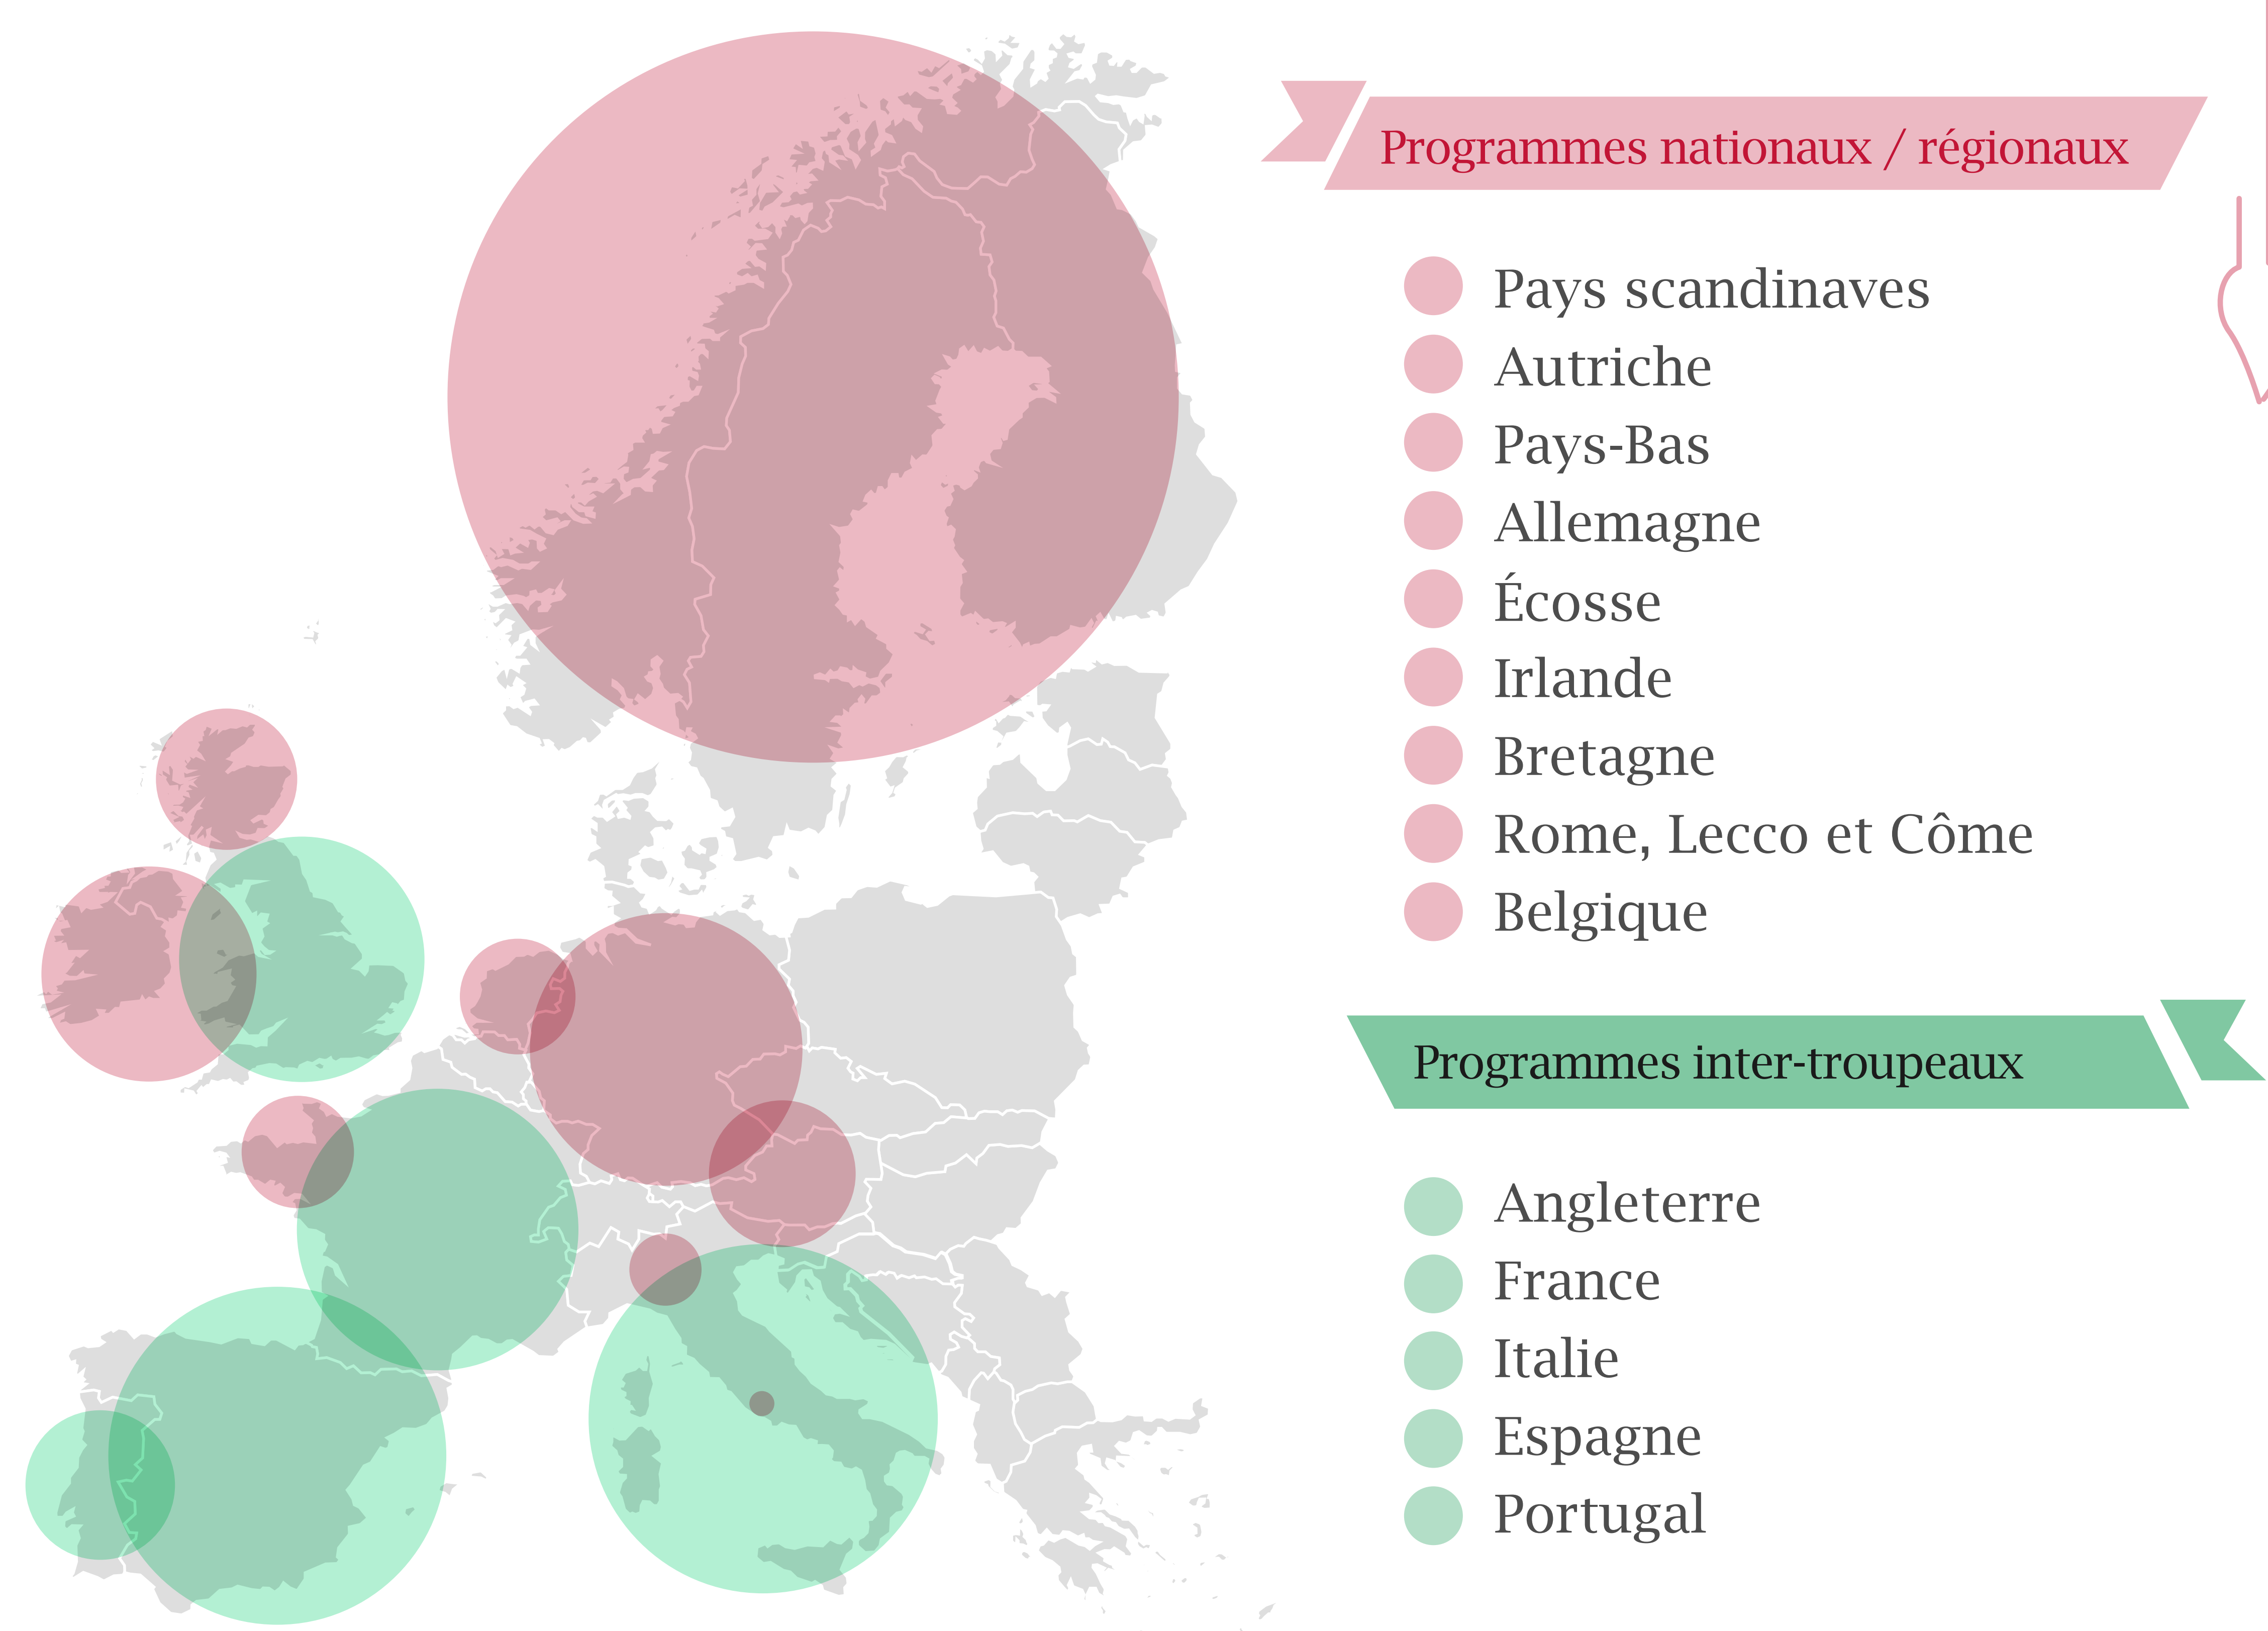 Programmes nationaux / régionaux
Pays scandinaves
Autriche
Pays-Bas
Allemagne
Écosse
Irlande
Bretagne
Rome, Lecco et Côme
Belgique
Programmes inter-troupeaux
Angleterre
France
Italie
Espagne
Portugal